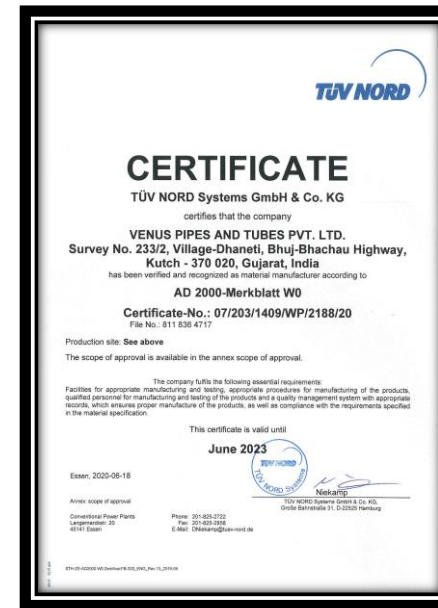 TÜV NORD
CERTIFICATE
TÜV NORD Systems GmbH & Co. KG
certifies that the company
VENUS PIPES AND TUBES PVT. LTD.
Survey No. 233/2, Village-Dhaneti, Bhuj-Bhachau Highway,
Kutch - 370 020, Gujarat, India
has been verified and recognized as material manufacturer according to
AD 2000-Merkblatt W0
Certificate-No.: 07/203/1409/WP/2188/20
File No.: 811 836 4717
Production site: See above
The scope of approval is available in the annex scope of approval.
The company fulfils the following essential requirements:
Facilities for appropriate manufacturing and testing, appropriate procedures for manufacturing of the products,
qualified personnel for manufacturing and testing of the products and a quality management system with appropriate
records, which ensures proper manufacture of the products, as well as compliance with the requirements specified
in the material specification.
This certificate is valid until
June 2023
TÜV NORD
TÜV NORD Systems
Essen, 2020-06-18
Niekamp
Annex: scope of approval
TÜV NORD Systems GmbH & Co. KG,
Große Bahnstraße 31, D-22525 Hamburg
Conventional Power Plants
Langemarckstr. 20
45141 Essen
Phone: 201-825-2722
Fax: 201-825-2858
E-Mail: DNiekamp@tuev-nord.de